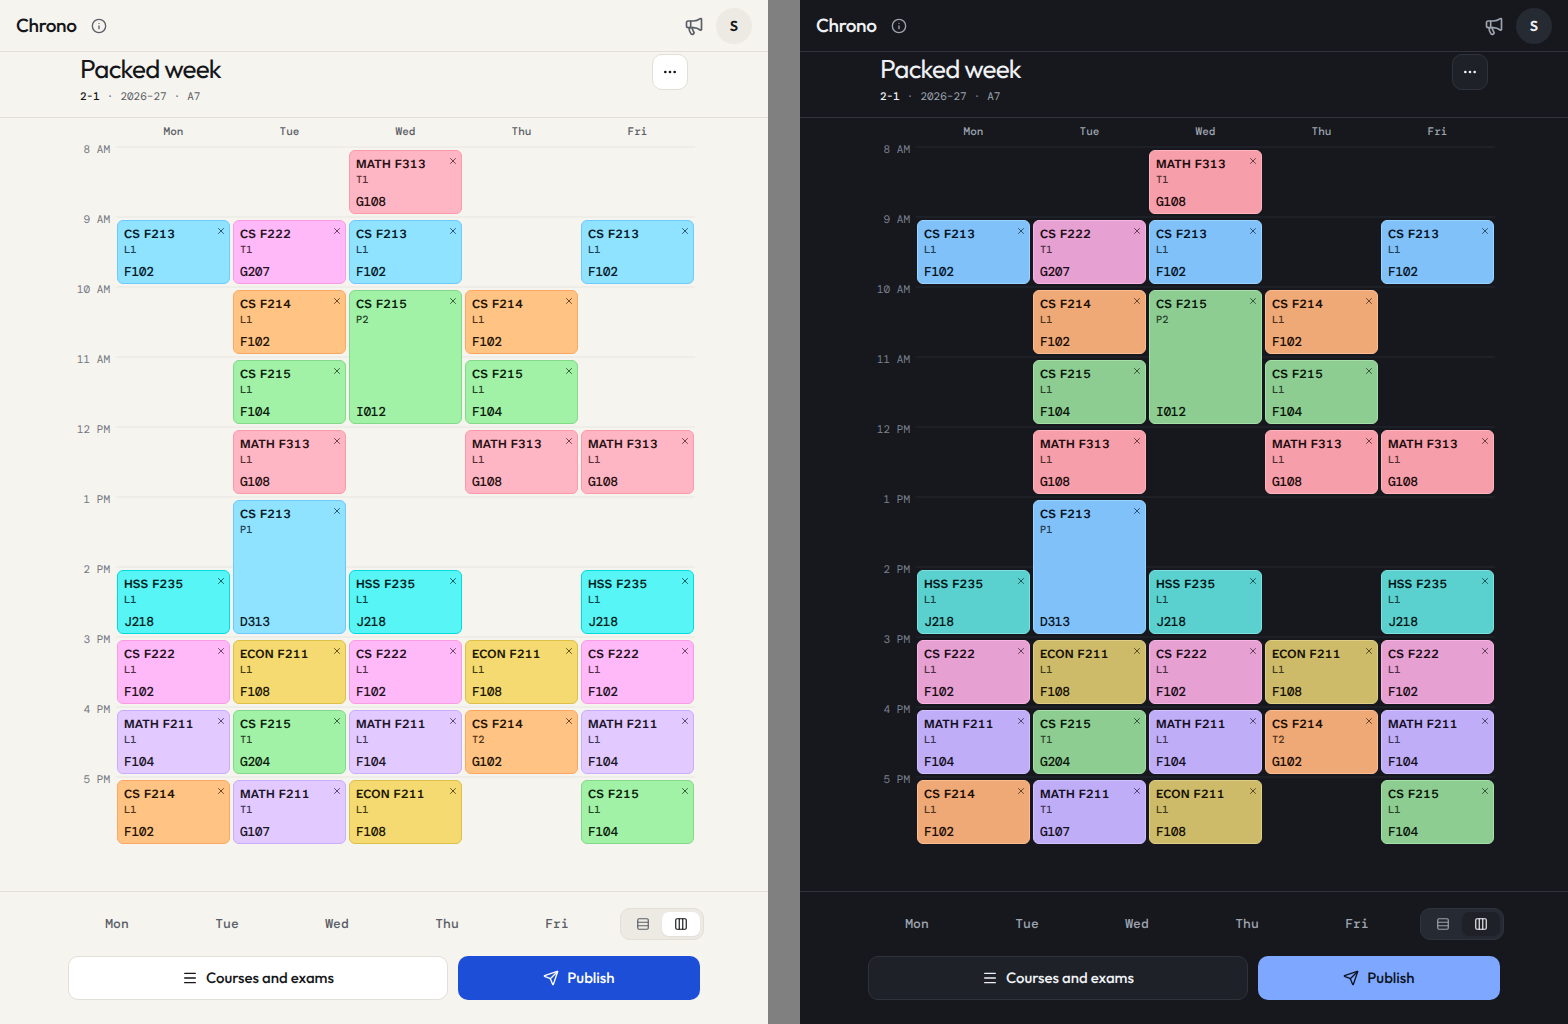 Chrono
S
Packed week
2-1 · 2026-27 · A7
Mon Tue Wed Thu Fri
8 AM
MATH F313
T1
G108
9 AM
CS F213 CS F222 CS F213 CS F213
L1 T1 L1 L1
F102 G207 F102 F102
10 AM
CS F214 CS F215 CS F214
L1 P2 L1
F102 F102
11 AM
CS F215 CS F215
L1 L1
F104 I012 F104
12 PM
MATH F313 MATH F313 MATH F313
L1 L1 L1
G108 G108 G108
1 PM
CS F213
P1
2 PM
HSS F235 HSS F235 HSS F235
L1 L1 L1
J218 D313 J218 J218
3 PM
CS F222 ECON F211 CS F222 ECON F211 CS F222
L1 L1 L1 L1 L1
F102 F108 F102 F108 F102
4 PM
MATH F211 CS F215 MATH F211 CS F214 MATH F211
L1 T1 L1 T2 L1
F104 G204 F104 G102 F104
5 PM
CS F214 MATH F211 ECON F211 CS F215
L1 T1 L1 L1
F102 G107 F108 F104
Mon Tue Wed Thu Fri
Courses and exams
Publish
Chrono
S
Packed week
2-1 · 2026-27 · A7
Mon Tue Wed Thu Fri
8 AM
MATH F313
T1
G108
9 AM
CS F213 CS F222 CS F213 CS F213
L1 T1 L1 L1
F102 G207 F102 F102
10 AM
CS F214 CS F215 CS F214
L1 P2 L1
F102 F102
11 AM
CS F215 CS F215
L1 L1
F104 I012 F104
12 PM
MATH F313 MATH F313 MATH F313
L1 L1 L1
G108 G108 G108
1 PM
CS F213
P1
2 PM
HSS F235 HSS F235 HSS F235
L1 L1 L1
J218 D313 J218 J218
3 PM
CS F222 ECON F211 CS F222 ECON F211 CS F222
L1 L1 L1 L1 L1
F102 F108 F102 F108 F102
4 PM
MATH F211 CS F215 MATH F211 CS F214 MATH F211
L1 T1 L1 T2 L1
F104 G204 F104 G102 F104
5 PM
CS F214 MATH F211 ECON F211 CS F215
L1 T1 L1 L1
F102 G107 F108 F104
Mon Tue Wed Thu Fri
Courses and exams
Publish